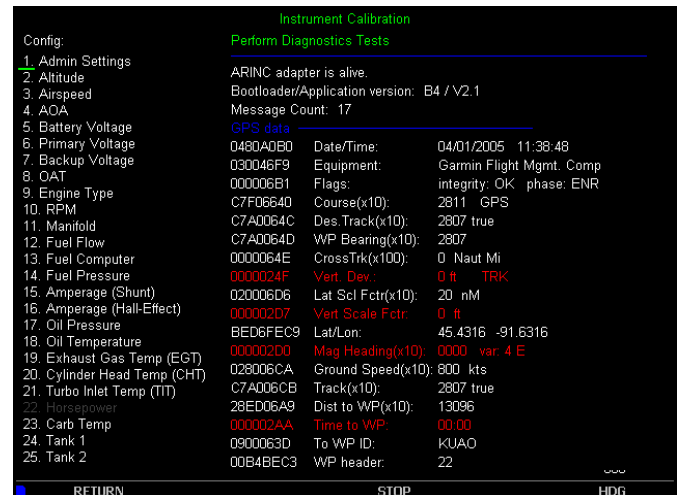 Instrument Calibration
Config:
Perform Diagnostics Tests
1. Admin Settings
2. Altitude
3. Airspeed
4. AOA
5. Battery Voltage
6. Primary Voltage
7. Backup Voltage
8. OAT
9. Engine Type
10. RPM
11. Manifold
12. Fuel Flow
13. Fuel Computer
14. Fuel Pressure
15. Amperage (Shunt)
16. Amperage (Hall-Effect)
17. Oil Pressure
18. Oil Temperature
19. Exhaust Gas Temp (EGT)
20. Cylinder Head Temp (CHT)
21. Turbo Inlet Temp (TIT)
22. Horsepower
23. Carb Temp
24. Tank 1
25. Tank 2
ARINC adapter is alive.
Bootloader/Application version: B4 / V2.1
Message Count: 17
GPS data
0480A0B0 Date/Time: 04/01/2005 11:38:48
030046F9 Equipment: Garmin Flight Mgmt. Comp
000006B1 Flags: integrity: OK phase: ENR
C7F06640 Course(x10): 2811 GPS
C7A0064C Des.Track(x10): 2807 true
C7A0064D WP Bearing(x10): 2807
0000064E CrossTrk(x100): 0 Naut Mi
0000024F Vert. Dev.: 0 ft TRK
020006D6 Lat Scl Fctr(x10): 20 nM
000002D7 Vert Scale Fctr: 0 ft
BED6FEC9 Lat/Lon: 45.4316 -91.6316
000002D0 Mag Heading(x10): 0000 var: 4 E
028006CA Ground Speed(x10): 800 kts
C7A006CB Track(x10): 2807 true
28ED06A9 Dist to WP(x10): 13096
000002AA Time to WP: 00:00
0900063D To WP ID: KUAO
00B4BEC3 WP header: 22
RETURN
STOP
HDG